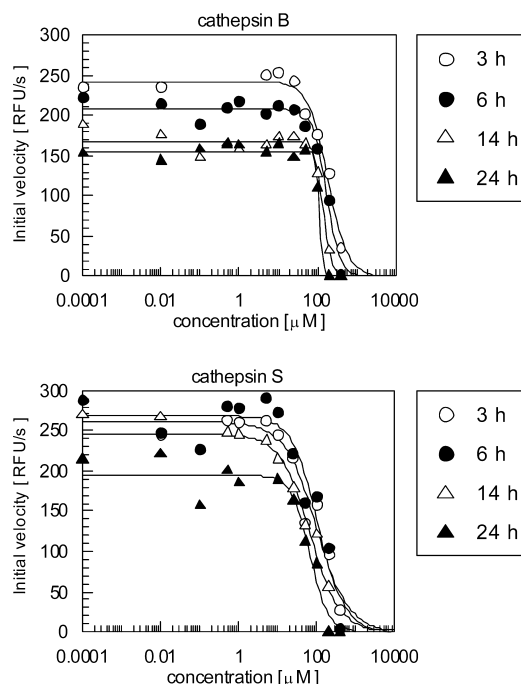 cathepsin B
Initial velocity [ RFU/s ]
300
250
200
150
100
50
0
0.0001 0.01 1 100 10000
concentration [μM]
3 h
6 h
14 h
24 h
cathepsin S
Initial velocity [ RFU/s ]
300
250
200
150
100
50
0
0.0001 0.01 1 100 10000
concentration [μM]
3 h
6 h
14 h
24 h